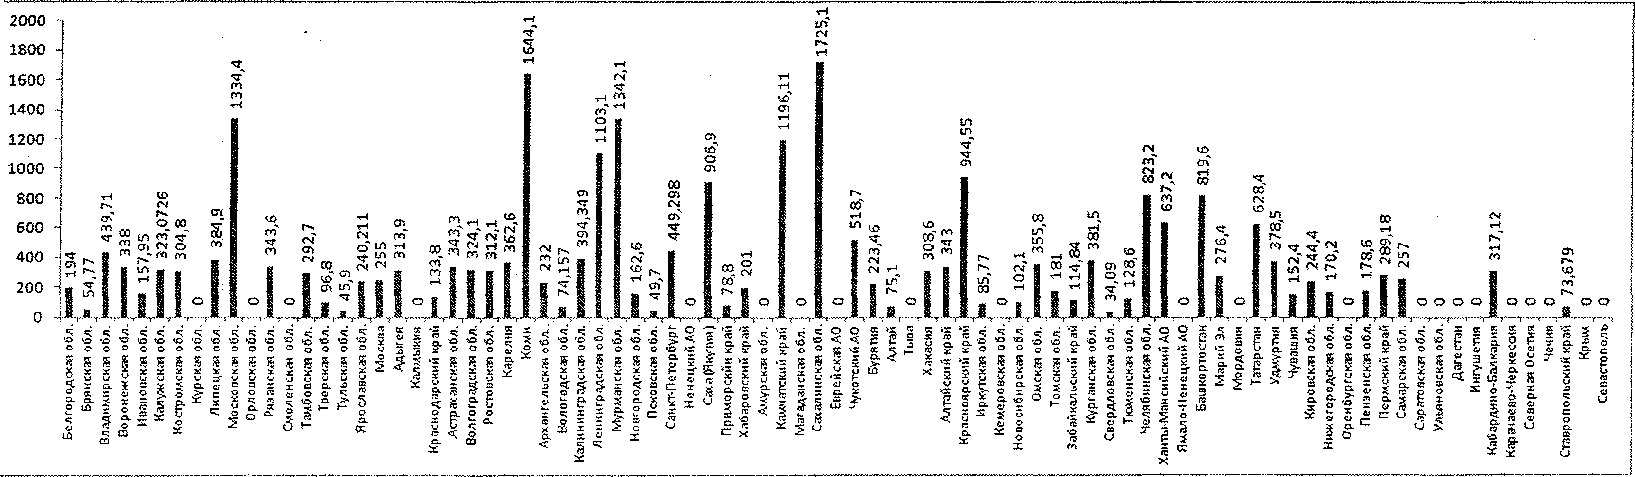 2000
1800
1600
1400
1200
1000
800
600
400
200
0
194
54,77
439,71
338
157,95
323,0726
304,8
0
384,9
1334,4
0
343,6
0
292,7
96,8
45,9
240,211
255
313,9
0
133,8
343,3
324,1
312,1
362,6
1644,1
232
74,157
394,349
1103,1
1342,1
162,6
49,7
449,298
0
906,9
78,8
201
0
1196,11
0
1725,1
0
518,7
223,46
75,1
0
308,6
343
944,55
85,77
0
102,1
355,8
181
114,84
381,5
34,09
128,6
823,2
637,2
0
819,6
276,4
0
628,4
378,5
152,4
244,4
170,2
0
178,6
299,18
257
0
0
0
0
317,12
0
0
0
73,679
0
0
Белгородская обл.
Брянская обл.
Владимирская обл.
Воронежская обл.
Ивановская обл.
Калужская обл.
Костромская обл.
Курская обл.
Липецкая обл.
Московская обл.
Орловская обл.
Рязанская обл.
Смоленская обл.
Тамбовская обл.
Тверская обл.
Тульская обл.
Ярославская обл.
Москва
Адыгея
Калмыкия
Краснодарский край
Астраханская обл.
Волгоградская обл.
Ростовская обл.
Карелия
Коми
Архангельская обл.
Вологодская обл.
Калининградская обл.
Ленинградская обл.
Мурманская обл.
Новгородская обл.
Псковская обл.
Санкт-Петербург
Ненецкий АО
Саха (Якутия)
Приморский край
Хабаровский край
Амурская обл.
Камчатский край
Магаданская обл.
Сахалинская обл.
Еврейская АО
Чукотский АО
Бурятия
Алтай
Тыва
Хакасия
Алтайский край
Красноярский край
Иркутская обл.
Кемеровская обл.
Новосибирская обл.
Омская обл.
Томская обл.
Забайкальский край
Курганская обл.
Свердловская обл.
Тюменская обл.
Челябинская обл.
Ханты-Мансийский АО
Ямало-Ненецкий АО
Башкортостан
Марий Эл
Мордовия
Татарстан
Удмуртия
Чувашия
Кировская обл.
Нижегородская обл.
Оренбургская обл.
Пензенская обл.
Пермский край
Самарская обл.
Саратовская обл.
Ульяновская обл.
Дагестан
Ингушетия
Кабардино-Балкария
Карачаево-Черкессия
Северная Осетия
Чечня
Ставропольский край
Крым
Севастополь